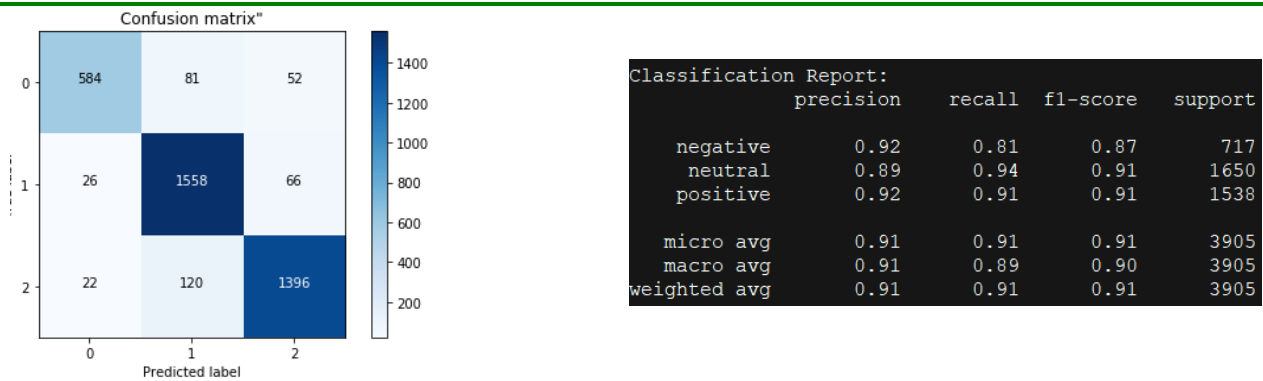 Confusion matrix"
0 584 81 52
1 26 1558 66
2 22 120 1396
0 1 2
Predicted label
1400
1200
1000
800
600
400
200
Classification Report:
precision recall f1-score support
negative 0.92 0.81 0.87 717
neutral 0.89 0.94 0.91 1650
positive 0.92 0.91 0.91 1538
micro avg 0.91 0.91 0.91 3905
macro avg 0.91 0.89 0.90 3905
weighted avg 0.91 0.91 0.91 3905